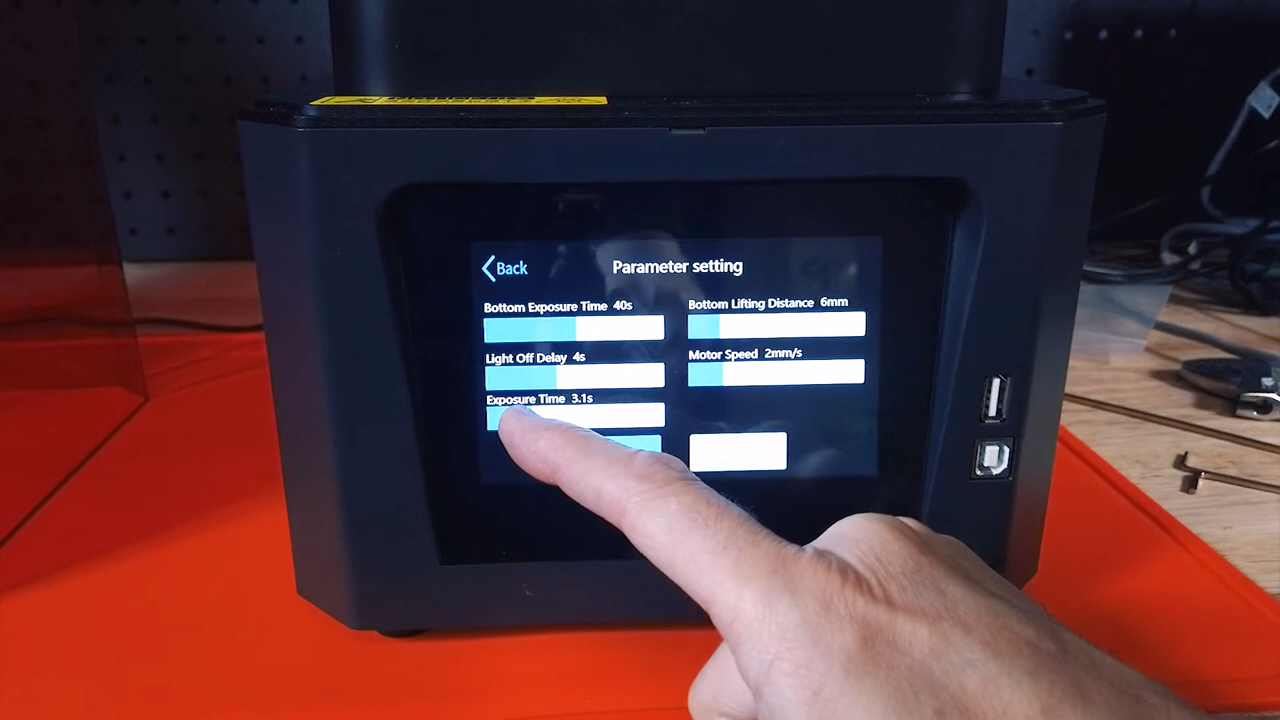 Back
Parameter setting
Bottom Exposure Time 40s
Bottom Lifting Distance 6mm
Light Off Delay 4s
Motor Speed 2mm/s
Exposure Time 3.1s